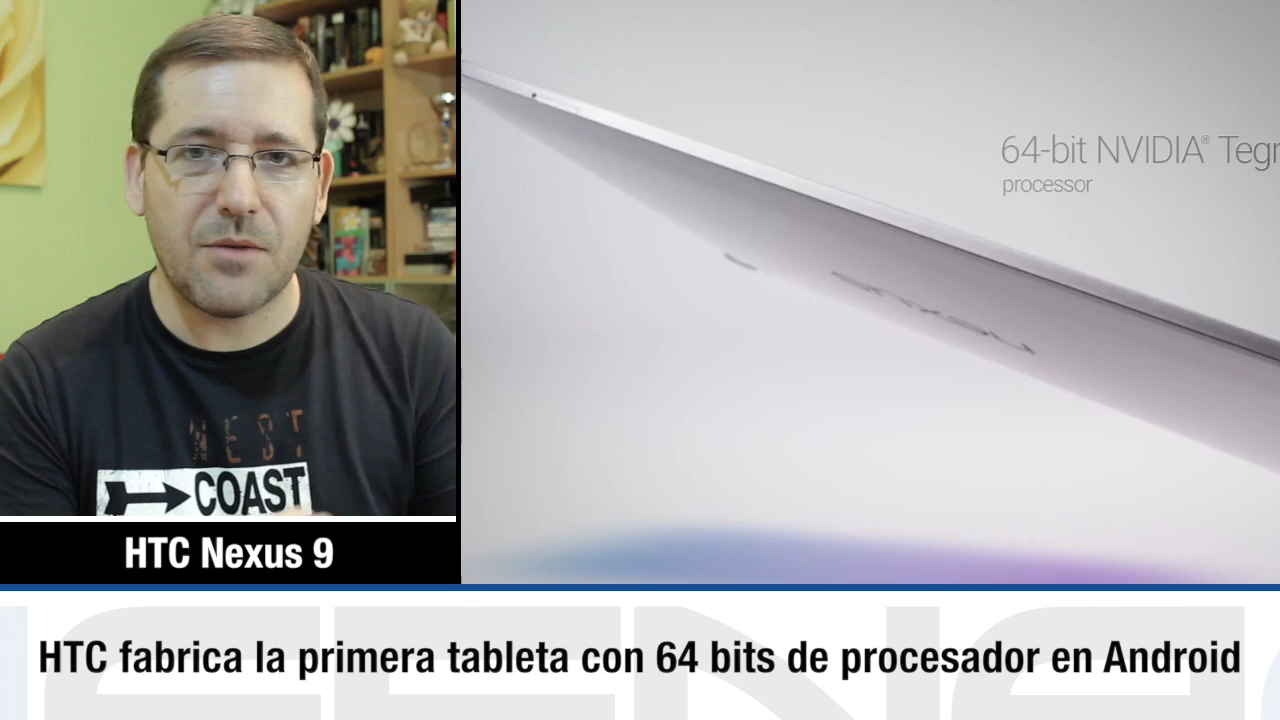 64-bit NVIDIA® Tegr
processor
NEXUS
WEST
COAST
HTC Nexus 9
HTC fabrica la primera tableta con 64 bits de procesador en Android